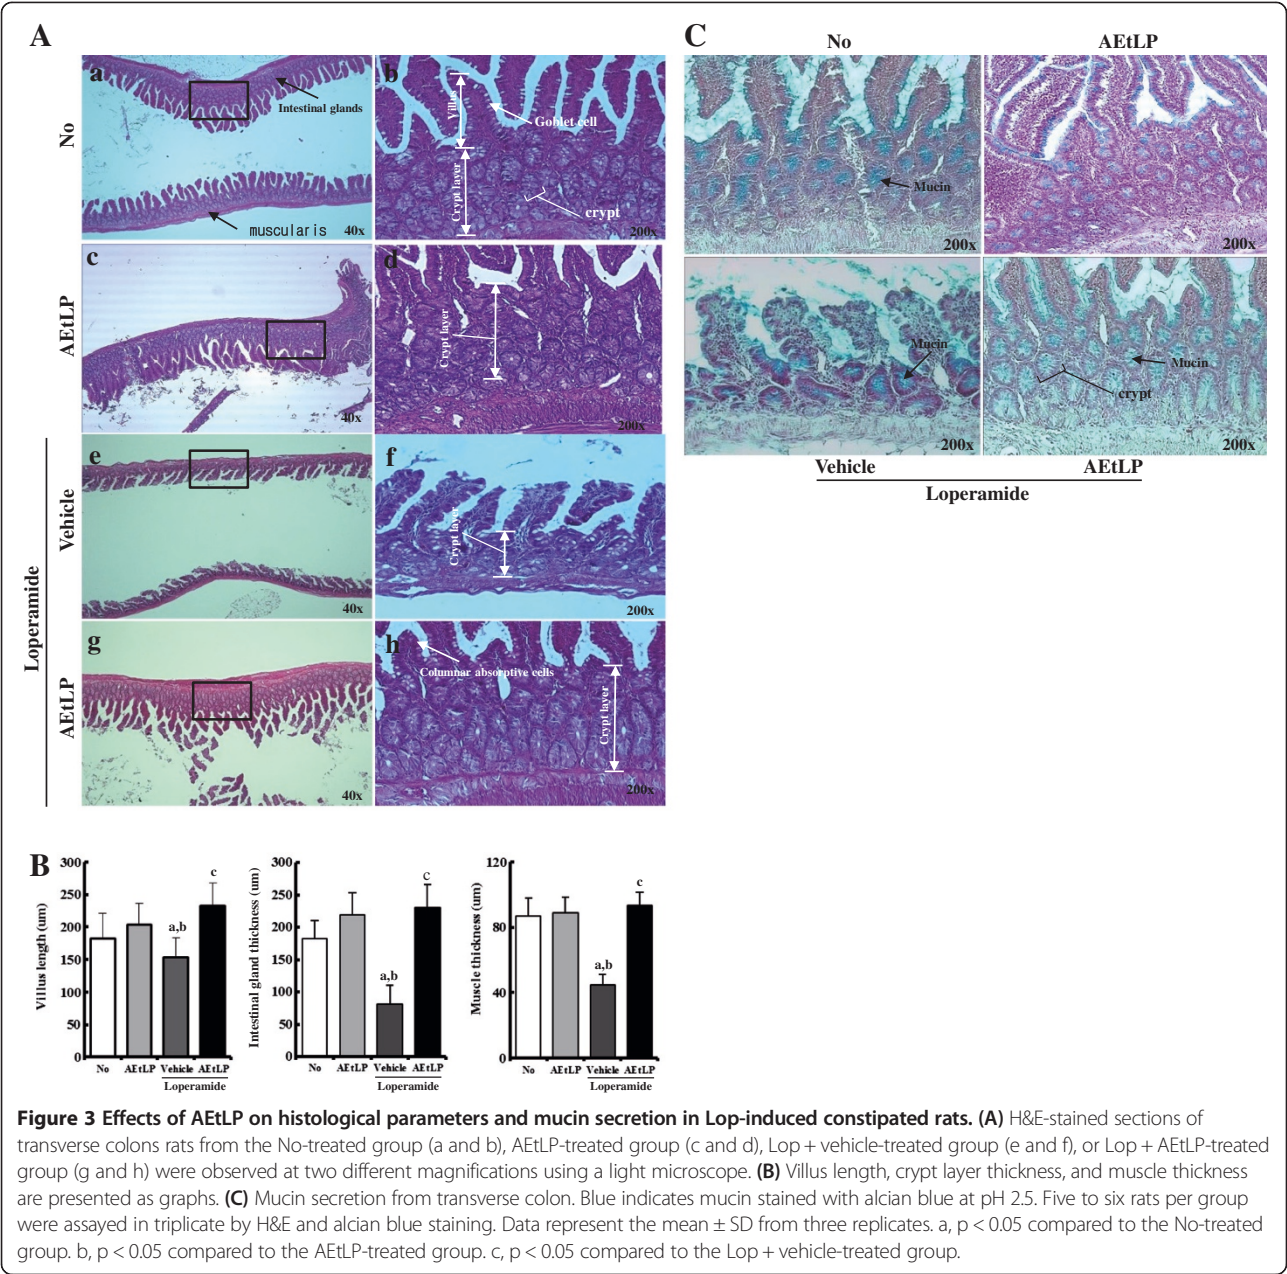 A
a
Intestinal glands
No
muscularis
40x
b
Villus
Goblet cell
Crypt layer
crypt
200x
c
AEtLP
40x
d
Crypt layer
200x
Loperamide
e
Vehicle
40x
f
Crypt layer
200x
g
AEtLP
40x
h
Columnar absorptive cells
Crypt layer
200x
C
No
AEtLP
Mucin
200x
200x
Mucin
200x
Mucin
crypt
200x
Vehicle
AEtLP
Loperamide
B
Villus length (um)
300
250
200
150
100
50
0
a,b
c
No
AEtLP
Vehicle
AEtLP
Loperamide
Intestinal gland thickness (um)
300
250
200
150
100
50
0
a,b
c
No
AEtLP
Vehicle
AEtLP
Loperamide
Muscle thickness (um)
120
80
40
0
a,b
c
No
AEtLP
Vehicle
AEtLP
Loperamide
Figure 3 Effects of AEtLP on histological parameters and mucin secretion in Lop-induced constipated rats. (A) H&E-stained sections of
transverse colons rats from the No-treated group (a and b), AEtLP-treated group (c and d), Lop + vehicle-treated group (e and f), or Lop + AEtLP-treated
group (g and h) were observed at two different magnifications using a light microscope. (B) Villus length, crypt layer thickness, and muscle thickness
are presented as graphs. (C) Mucin secretion from transverse colon. Blue indicates mucin stained with alcian blue at pH 2.5. Five to six rats per group
were assayed in triplicate by H&E and alcian blue staining. Data represent the mean ± SD from three replicates. a, p < 0.05 compared to the No-treated
group. b, p < 0.05 compared to the AEtLP-treated group. c, p < 0.05 compared to the Lop + vehicle-treated group.